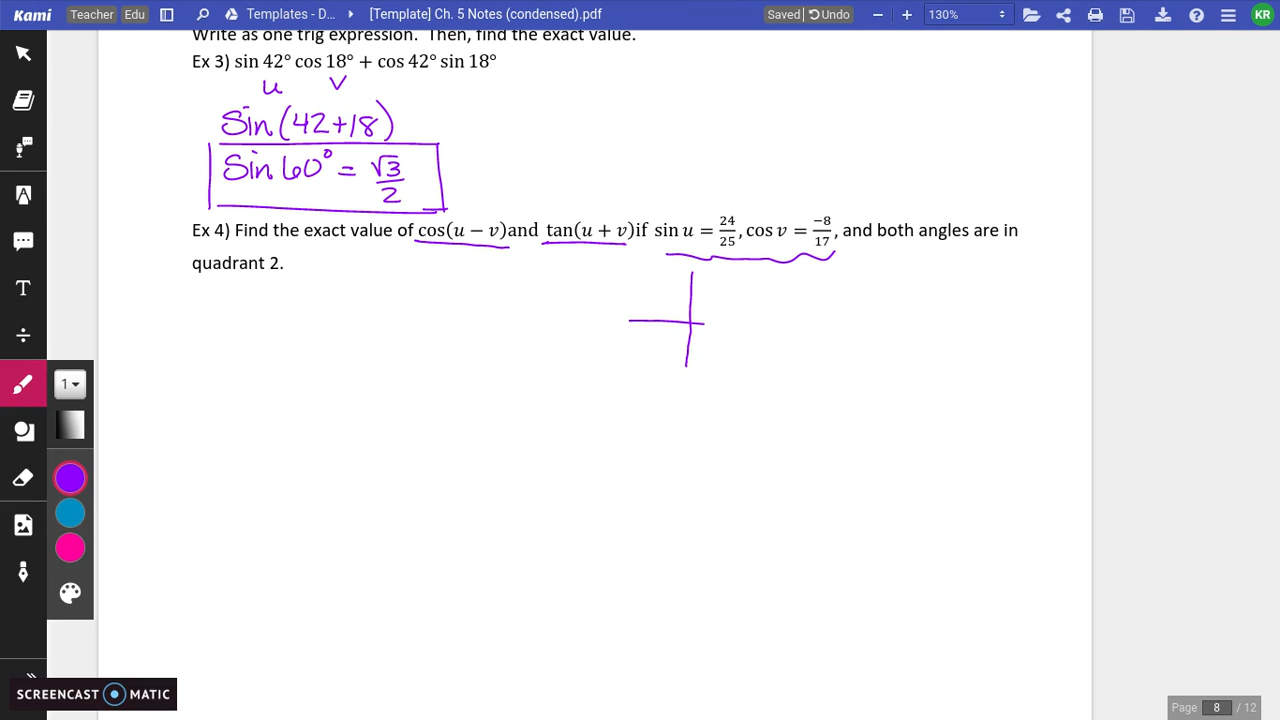 Kami Teacher Edu Templates - D... [Template] Ch. 5 Notes (condensed).pdf Saved Undo 130% KR
Write as one trig expression. Then, find the exact value.
Ex 3) sin 42° cos 18° + cos 42° sin 18°
u v
Sin(42+18)
Sin 60° = √3/2
Ex 4) Find the exact value of cos(u − v)and tan(u + v)if sin u = 24/25, cos v = −8/17, and both angles are in
quadrant 2.
T
A
1
SCREENCAST MATIC
Page 8 / 12